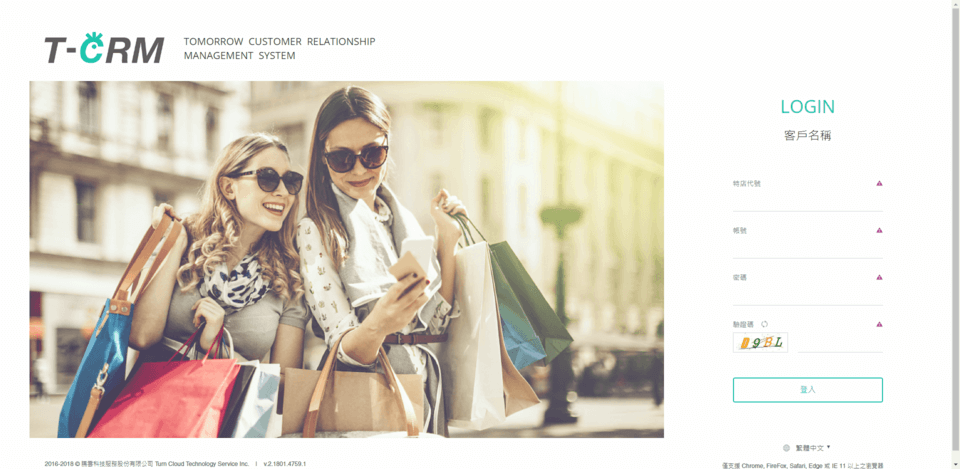 T-CRM
TOMORROW CUSTOMER RELATIONSHIP
MANAGEMENT SYSTEM
LOGIN
客戶名稱
特店代號
帳號
密碼
驗證碼
D9BL
登入
繁體中文
2016-2018 © 騰雲科技服務股份有限公司 Turn Cloud Technology Service Inc. | v.2.1801.4759.1
僅支援 Chrome, FireFox, Safari, Edge 或 IE 11 以上之瀏覽器